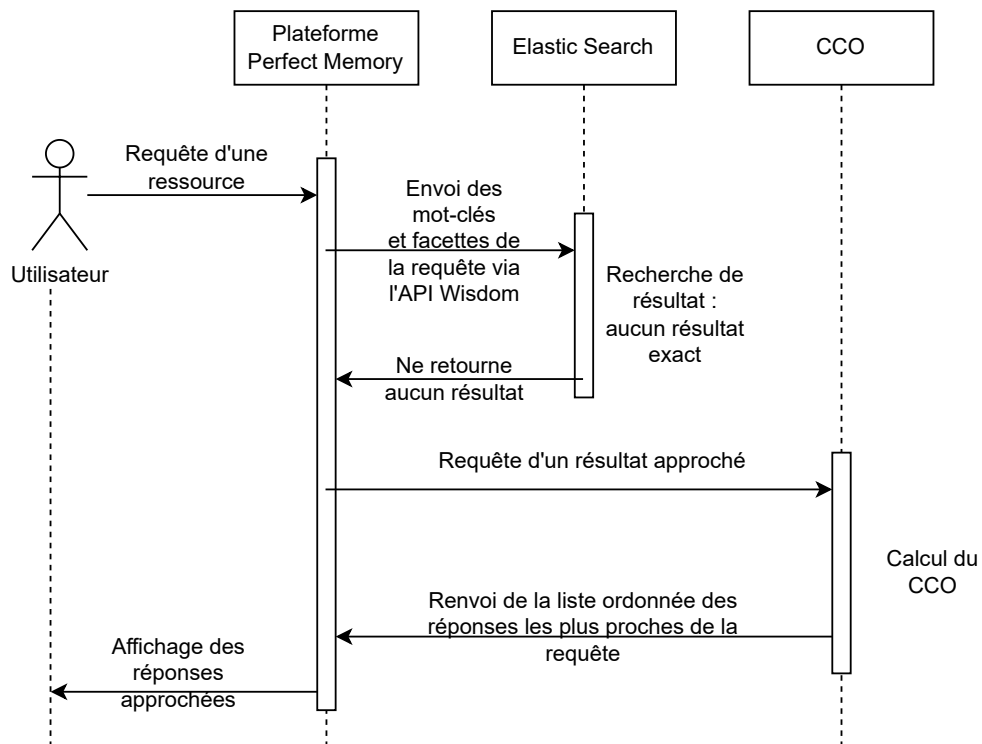 Plateforme
Perfect Memory
Elastic Search
CCO
Requête d'une
ressource
Utilisateur
Envoi des
mot-clés
et facettes de
la requête via
l'API Wisdom
Recherche de
résultat :
aucun résultat
exact
Ne retourne
aucun résultat
Requête d'un résultat approché
Calcul du
CCO
Renvoi de la liste ordonnée des
réponses les plus proches de la
requête
Affichage des
réponses
approchées